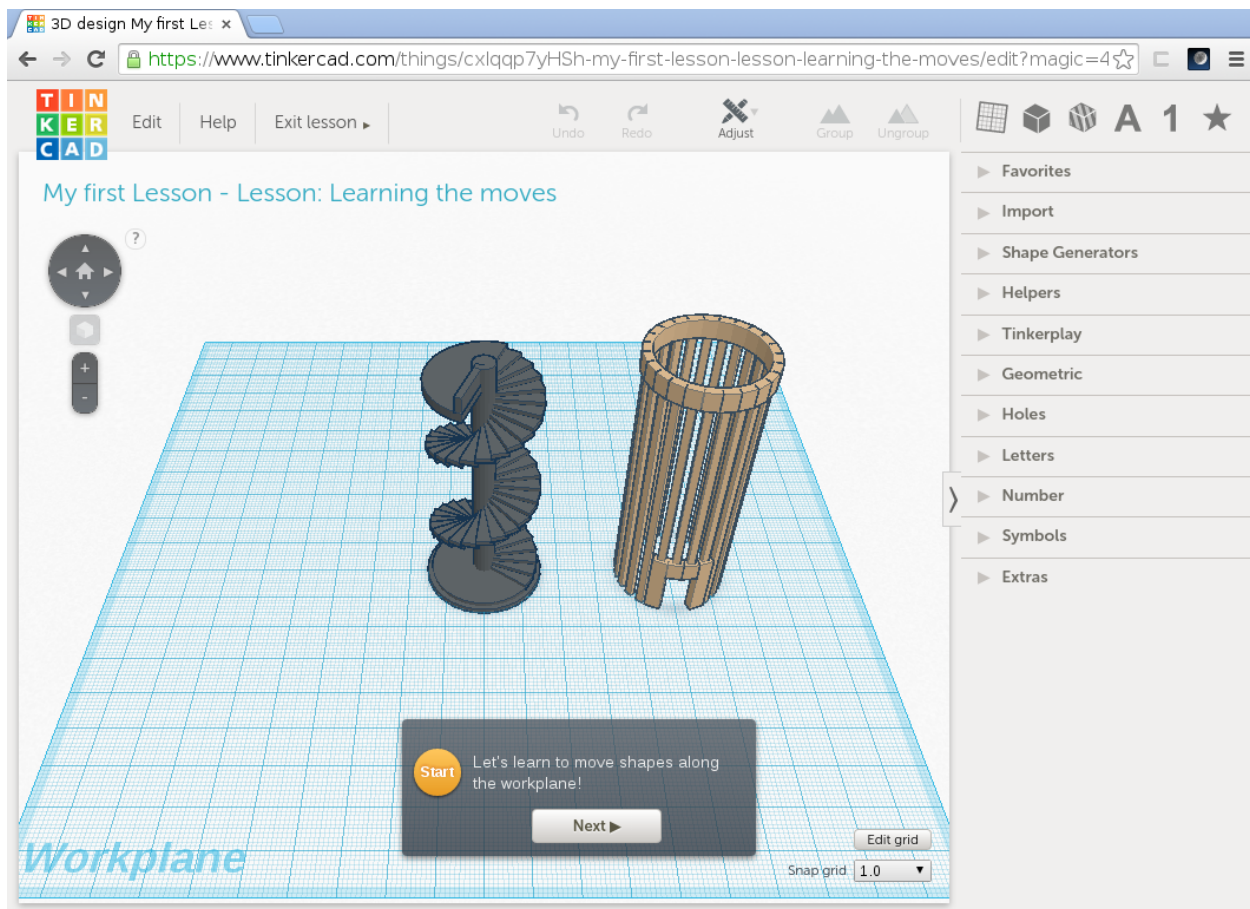 3D design My first Les
https://www.tinkercad.com/things/cxlqqp7yHSh-my-first-lesson-lesson-learning-the-moves/edit?magic=4
TIN
KER
CAD
Edit
Help
Exit lesson
Undo
Redo
Adjust
Group
Ungroup
A
1
My first Lesson - Lesson: Learning the moves
?
+
-
Favorites
Import
Shape Generators
Helpers
Tinkerplay
Geometric
Holes
Letters
Number
Symbols
Extras
Start
Let's learn to move shapes along
the workplane!
Next
Workplane
Edit grid
Snap grid 1.0